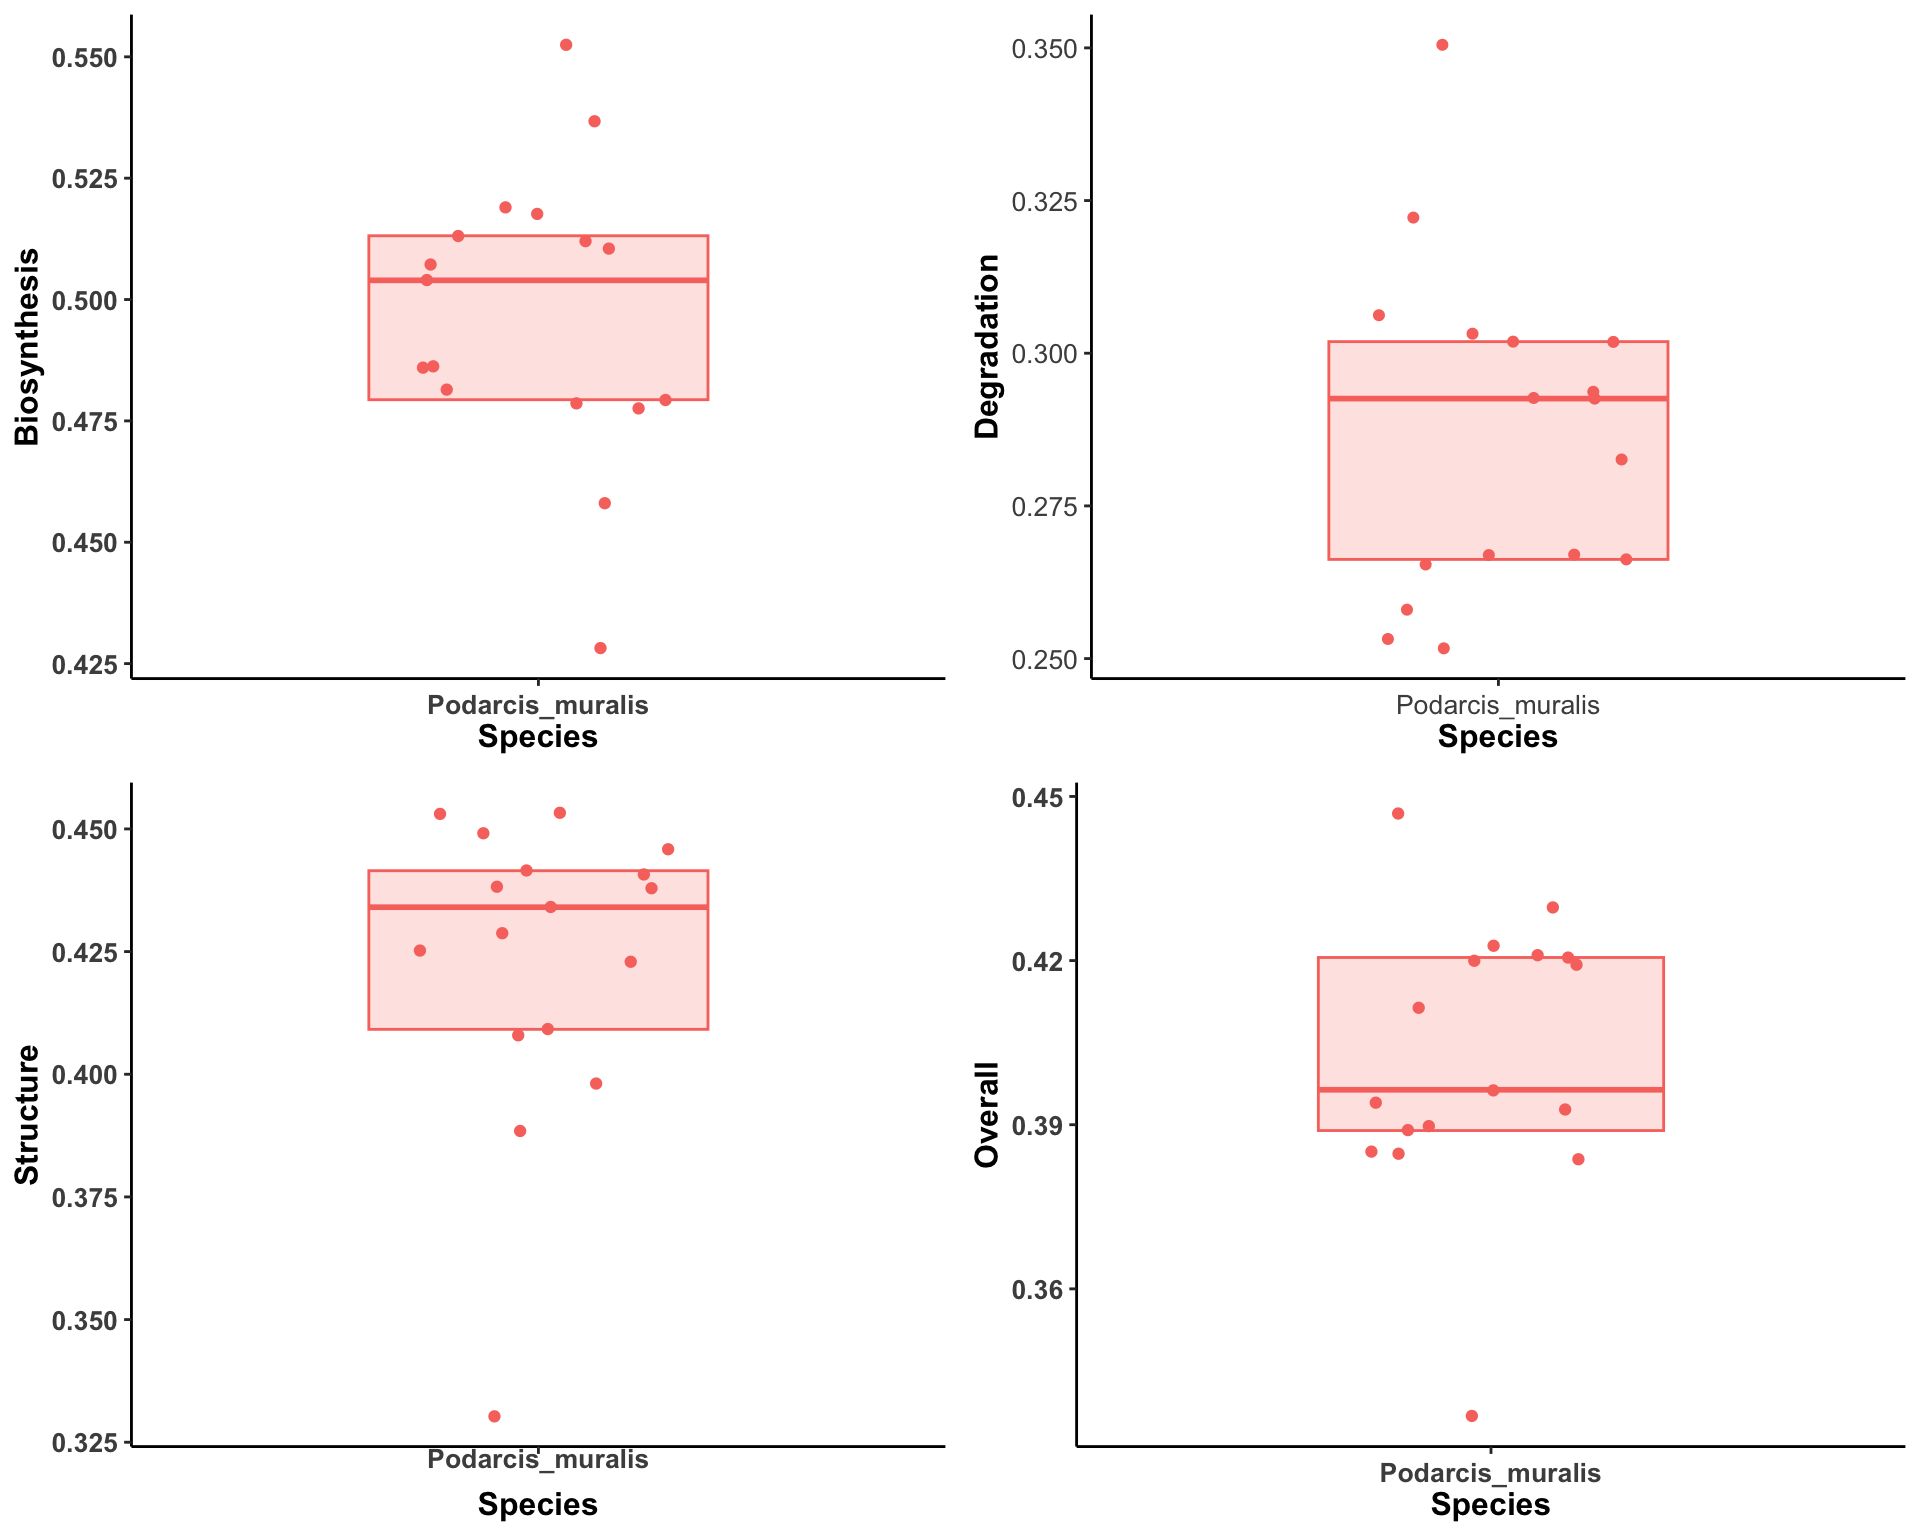 Biosynthesis
0.550
0.525
0.500
0.475
0.450
0.425
Podarcis_muralis
Species
Degradation
0.350
0.325
0.300
0.275
0.250
Podarcis_muralis
Species
Structure
0.450
0.425
0.400
0.375
0.350
0.325
Podarcis_muralis
Species
Overall
0.45
0.42
0.39
0.36
Podarcis_muralis
Species